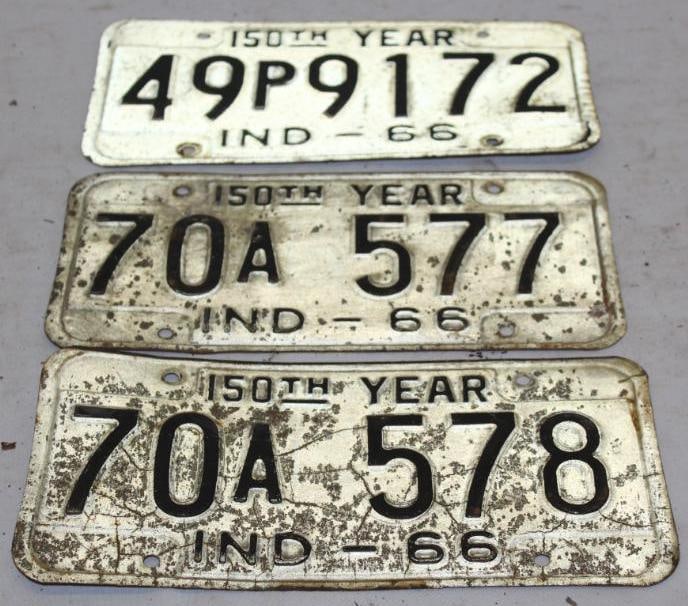 150TH YEAR
49P9172
IND - 66
150TH YEAR
70A 577
IND - 66
150TH YEAR
70A 578
IND - 66